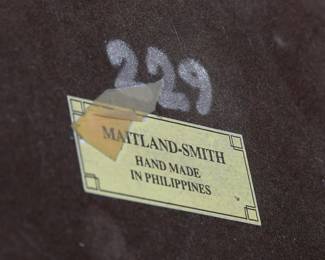 229
MAITLAND-SMITH
HAND MADE
IN PHILIPPINES